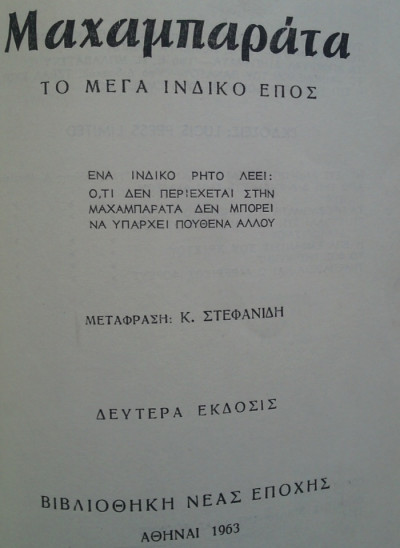 Μαχαμπαράτα
ΤΟ ΜΕΓΑ ΙΝΔΙΚΟ ΕΠΟΣ
ΕΝΑ ΙΝΔΙΚΟ ΡΗΤΟ ΛΕΕΙ:
Ο,ΤΙ ΔΕΝ ΠΕΡΙΕΧΕΤΑΙ ΣΤΗΝ
ΜΑΧΑΜΠΑΡΑΤΑ ΔΕΝ ΜΠΟΡΕΙ
ΝΑ ΥΠΑΡΧΕΙ ΠΟΥΘΕΝΑ ΑΛΛΟΥ
ΜΕΤΑΦΡΑΣΗ: Κ. ΣΤΕΦΑΝΙΔΗ
ΔΕΥΤΕΡΑ ΕΚΔΟΣΙΣ
ΒΙΒΛΙΟΘΗΚΗ ΝΕΑΣ ΕΠΟΧΗΣ
ΑΘΗΝΑΙ 1963